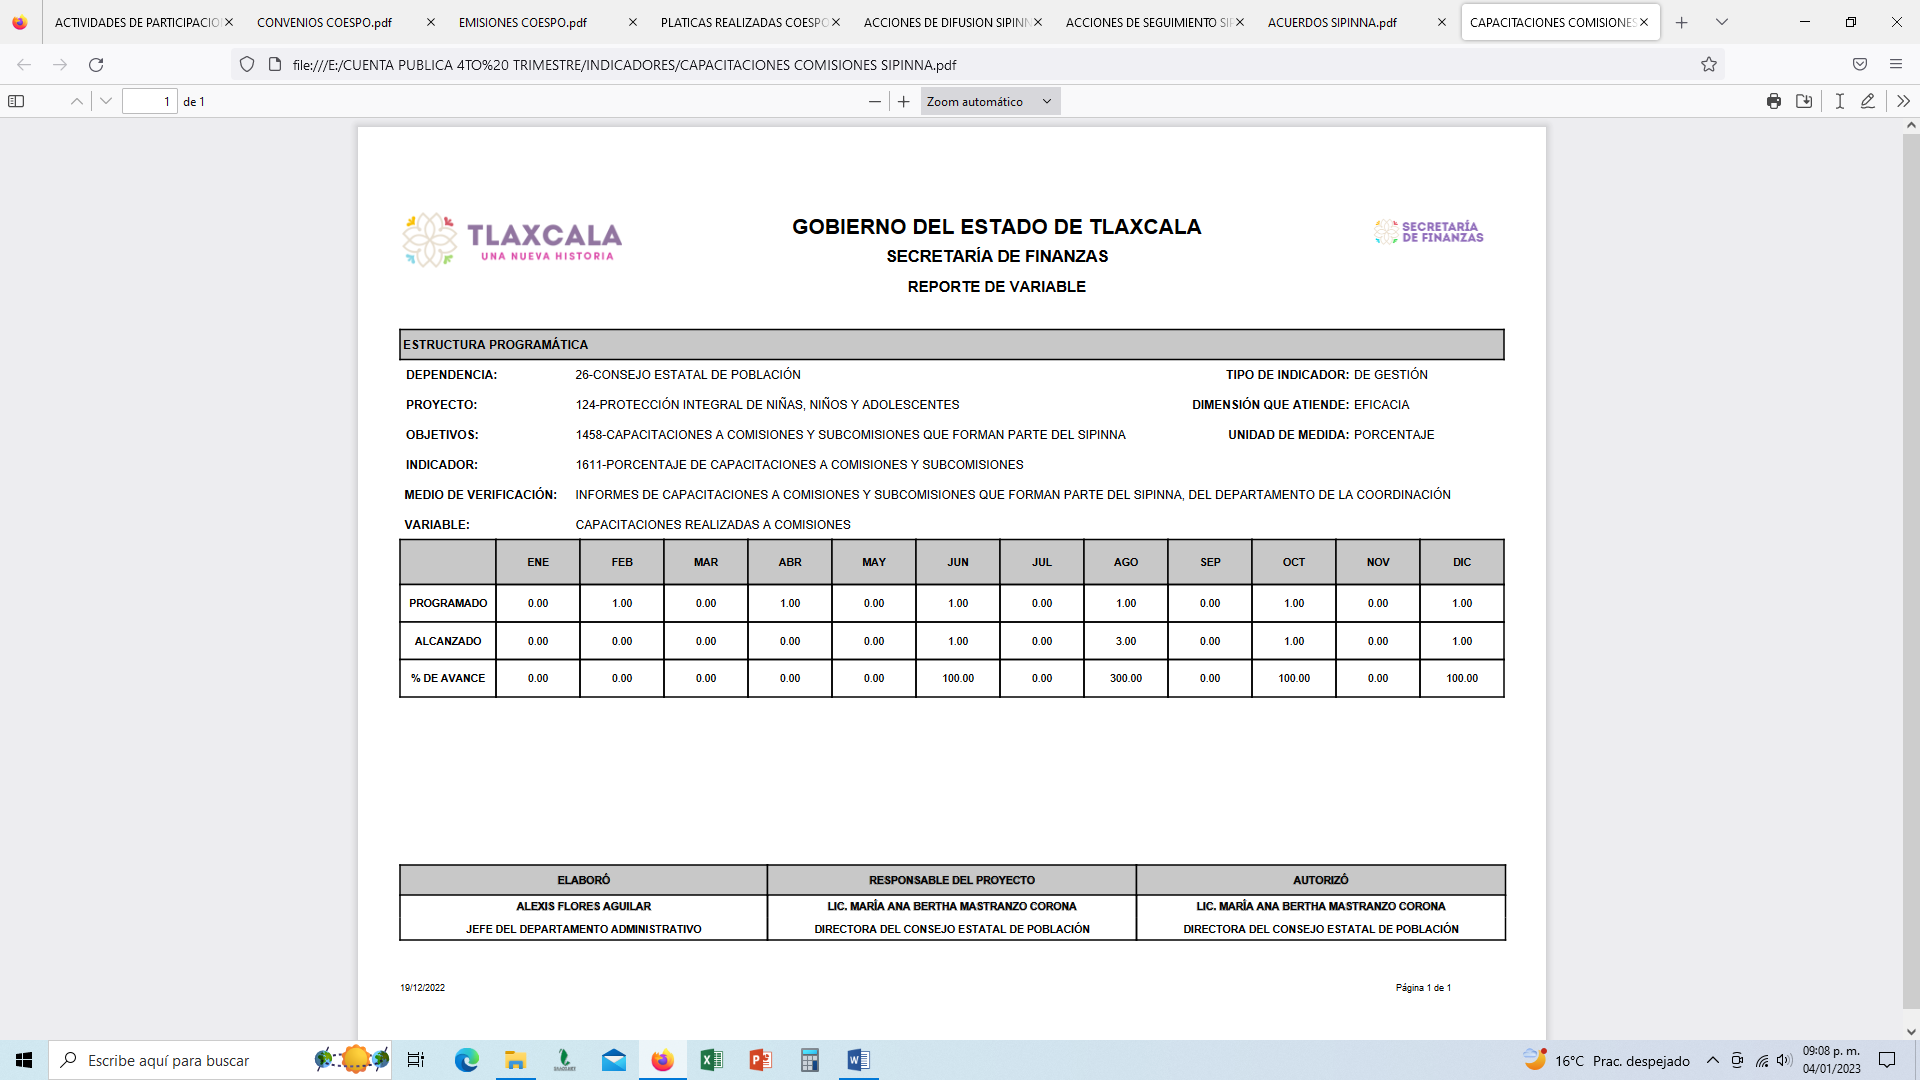 ACTIVIDADES DE PARTICIPACIO
CONVENIOS COESPO.pdf
EMISIONES COESPO.pdf
PLATICAS REALIZADAS COESPO
ACCIONES DE DIFUSION SIPINN
ACCIONES DE SEGUIMIENTO SIP
ACUERDOS SIPINNA.pdf
CAPACITACIONES COMISIONES
file:///E:/CUENTA PUBLICA 4TO%20 TRIMESTRE/INDICADORES/CAPACITACIONES COMISIONES SIPINNA.pdf
1 de 1
Zoom automático
TLAXCALA
UNA NUEVA HISTORIA
GOBIERNO DEL ESTADO DE TLAXCALA
SECRETARÍA DE FINANZAS
REPORTE DE VARIABLE
SECRETARÍA
DE FINANZAS
ESTRUCTURA PROGRAMÁTICA
DEPENDENCIA: 26-CONSEJO ESTATAL DE POBLACIÓN TIPO DE INDICADOR: DE GESTIÓN
PROYECTO: 124-PROTECCIÓN INTEGRAL DE NIÑAS, NIÑOS Y ADOLESCENTES DIMENSIÓN QUE ATIENDE: EFICACIA
OBJETIVOS: 1458-CAPACITACIONES A COMISIONES Y SUBCOMISIONES QUE FORMAN PARTE DEL SIPINNA UNIDAD DE MEDIDA: PORCENTAJE
INDICADOR: 1611-PORCENTAJE DE CAPACITACIONES A COMISIONES Y SUBCOMISIONES
MEDIO DE VERIFICACIÓN: INFORMES DE CAPACITACIONES A COMISIONES Y SUBCOMISIONES QUE FORMAN PARTE DEL SIPINNA, DEL DEPARTAMENTO DE LA COORDINACIÓN
VARIABLE: CAPACITACIONES REALIZADAS A COMISIONES
ENE FEB MAR ABR MAY JUN JUL AGO SEP OCT NOV DIC
PROGRAMADO 0.00 1.00 0.00 1.00 0.00 1.00 0.00 1.00 0.00 1.00 0.00 1.00
ALCANZADO 0.00 0.00 0.00 0.00 0.00 1.00 0.00 3.00 0.00 1.00 0.00 1.00
% DE AVANCE 0.00 0.00 0.00 0.00 0.00 100.00 0.00 300.00 0.00 100.00 0.00 100.00
ELABORÓ RESPONSABLE DEL PROYECTO AUTORIZÓ
ALEXIS FLORES AGUILAR LIC. MARÍA ANA BERTHA MASTRANZO CORONA LIC. MARÍA ANA BERTHA MASTRANZO CORONA
JEFE DEL DEPARTAMENTO ADMINISTRATIVO DIRECTORA DEL CONSEJO ESTATAL DE POBLACIÓN DIRECTORA DEL CONSEJO ESTATAL DE POBLACIÓN
19/12/2022 Página 1 de 1
Escribe aquí para buscar
16°C Prac. despejado
09:08 p. m.
04/01/2023